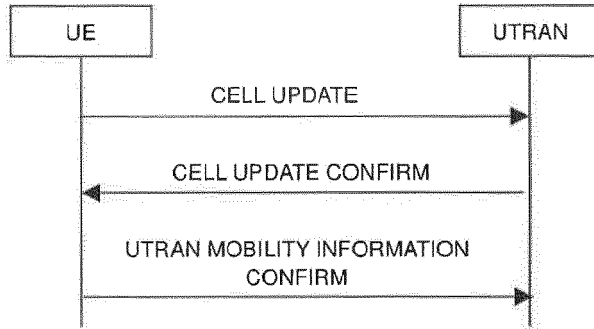 UE
UTRAN
CELL UPDATE
CELL UPDATE CONFIRM
UTRAN MOBILITY INFORMATION
CONFIRM